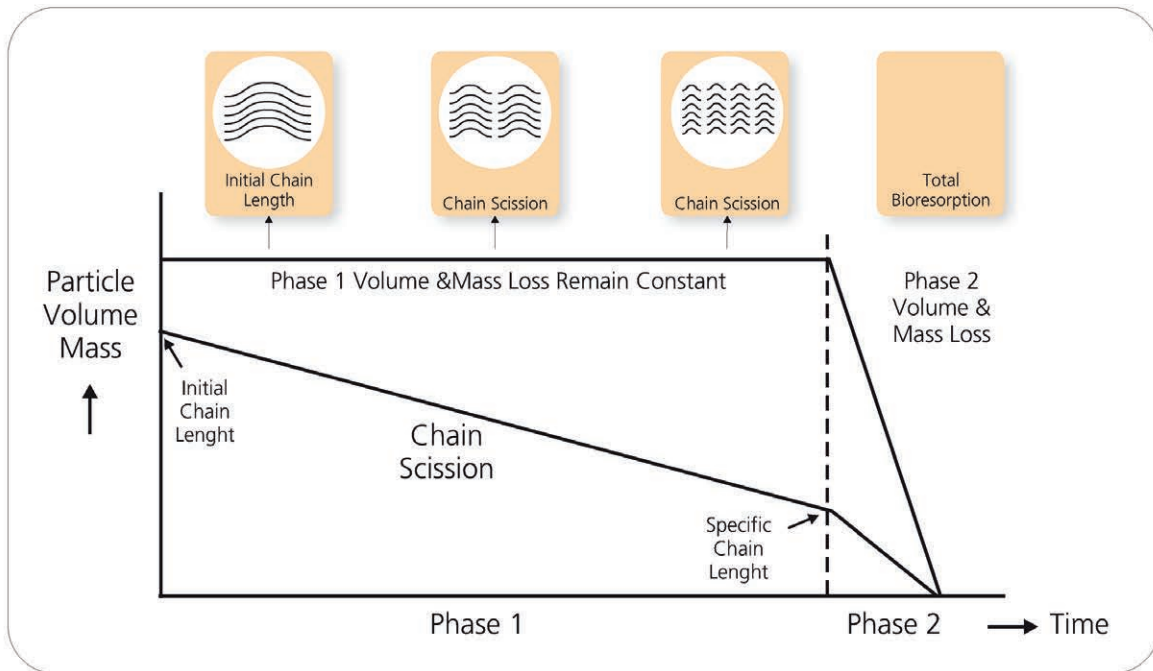 Initial Chain
Length
Chain Scission
Chain Scission
Total
Bioresorption
Phase 1 Volume &Mass Loss Remain Constant
Particle
Volume
Mass
Phase 2
Volume &
Mass Loss
Initial
Chain
Lenght
Chain
Scission
Specific
Chain
Lenght
Phase 1
Phase 2
Time